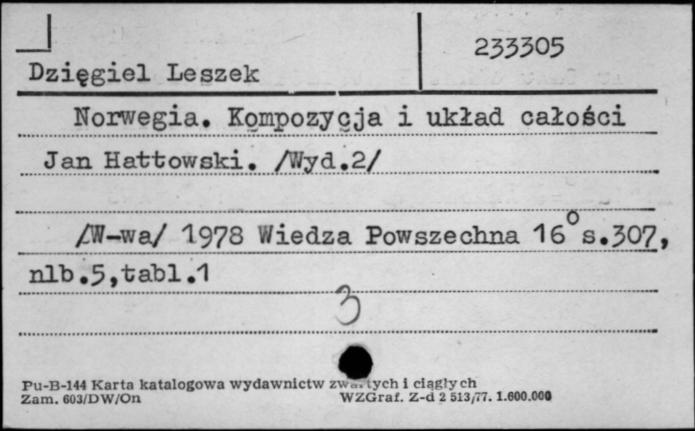 233305
Dzięgiel Leszek
Norwegia. Kompozycja i układ całości
Jan Hattowski. /Wyd.2/
/W-wa/ 1978 Wiedza Powszechna 16° s.307,
nlb.5,tabl.1
3
Pu-B-144 Karta katalogowa wydawnictw zwartych i ciągłych
Zam. 603/DW/On WZGraf. Z-d 2 513/77. 1.600.000